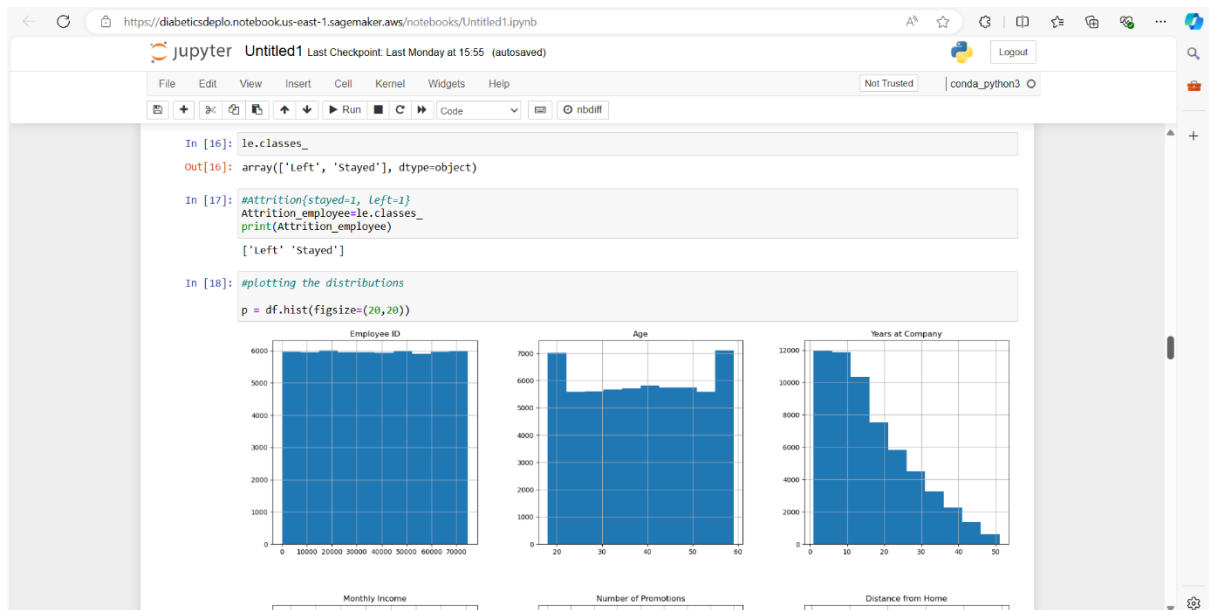 https://diabeticsdeplo.notebook.us-east-1.sagemaker.aws/notebooks/Untitled1.ipynb
jupyter Untitled1 Last Checkpoint: Last Monday at 15:55 (autosaved)
Logout
File Edit View Insert Cell Kernel Widgets Help
Not Trusted
conda_python3
Run
Code
nbdiff
In [16]: le.classes_
Out[16]: array(['Left', 'Stayed'], dtype=object)
In [17]: #Attrition{stayed=1, left=1}
Attrition_employee=le.classes_
print(Attrition_employee)
['Left' 'Stayed']
In [18]: #plotting the distributions
p = df.hist(figsize=(20,20))
Employee ID
6000
5000
4000
3000
2000
1000
0
0 10000 20000 30000 40000 50000 60000 70000
Age
7000
6000
5000
4000
3000
2000
1000
0
20 30 40 50 60
Years at Company
12000
10000
8000
6000
4000
2000
0
0 10 20 30 40 50
Monthly Income
Number of Promotions
Distance from Home